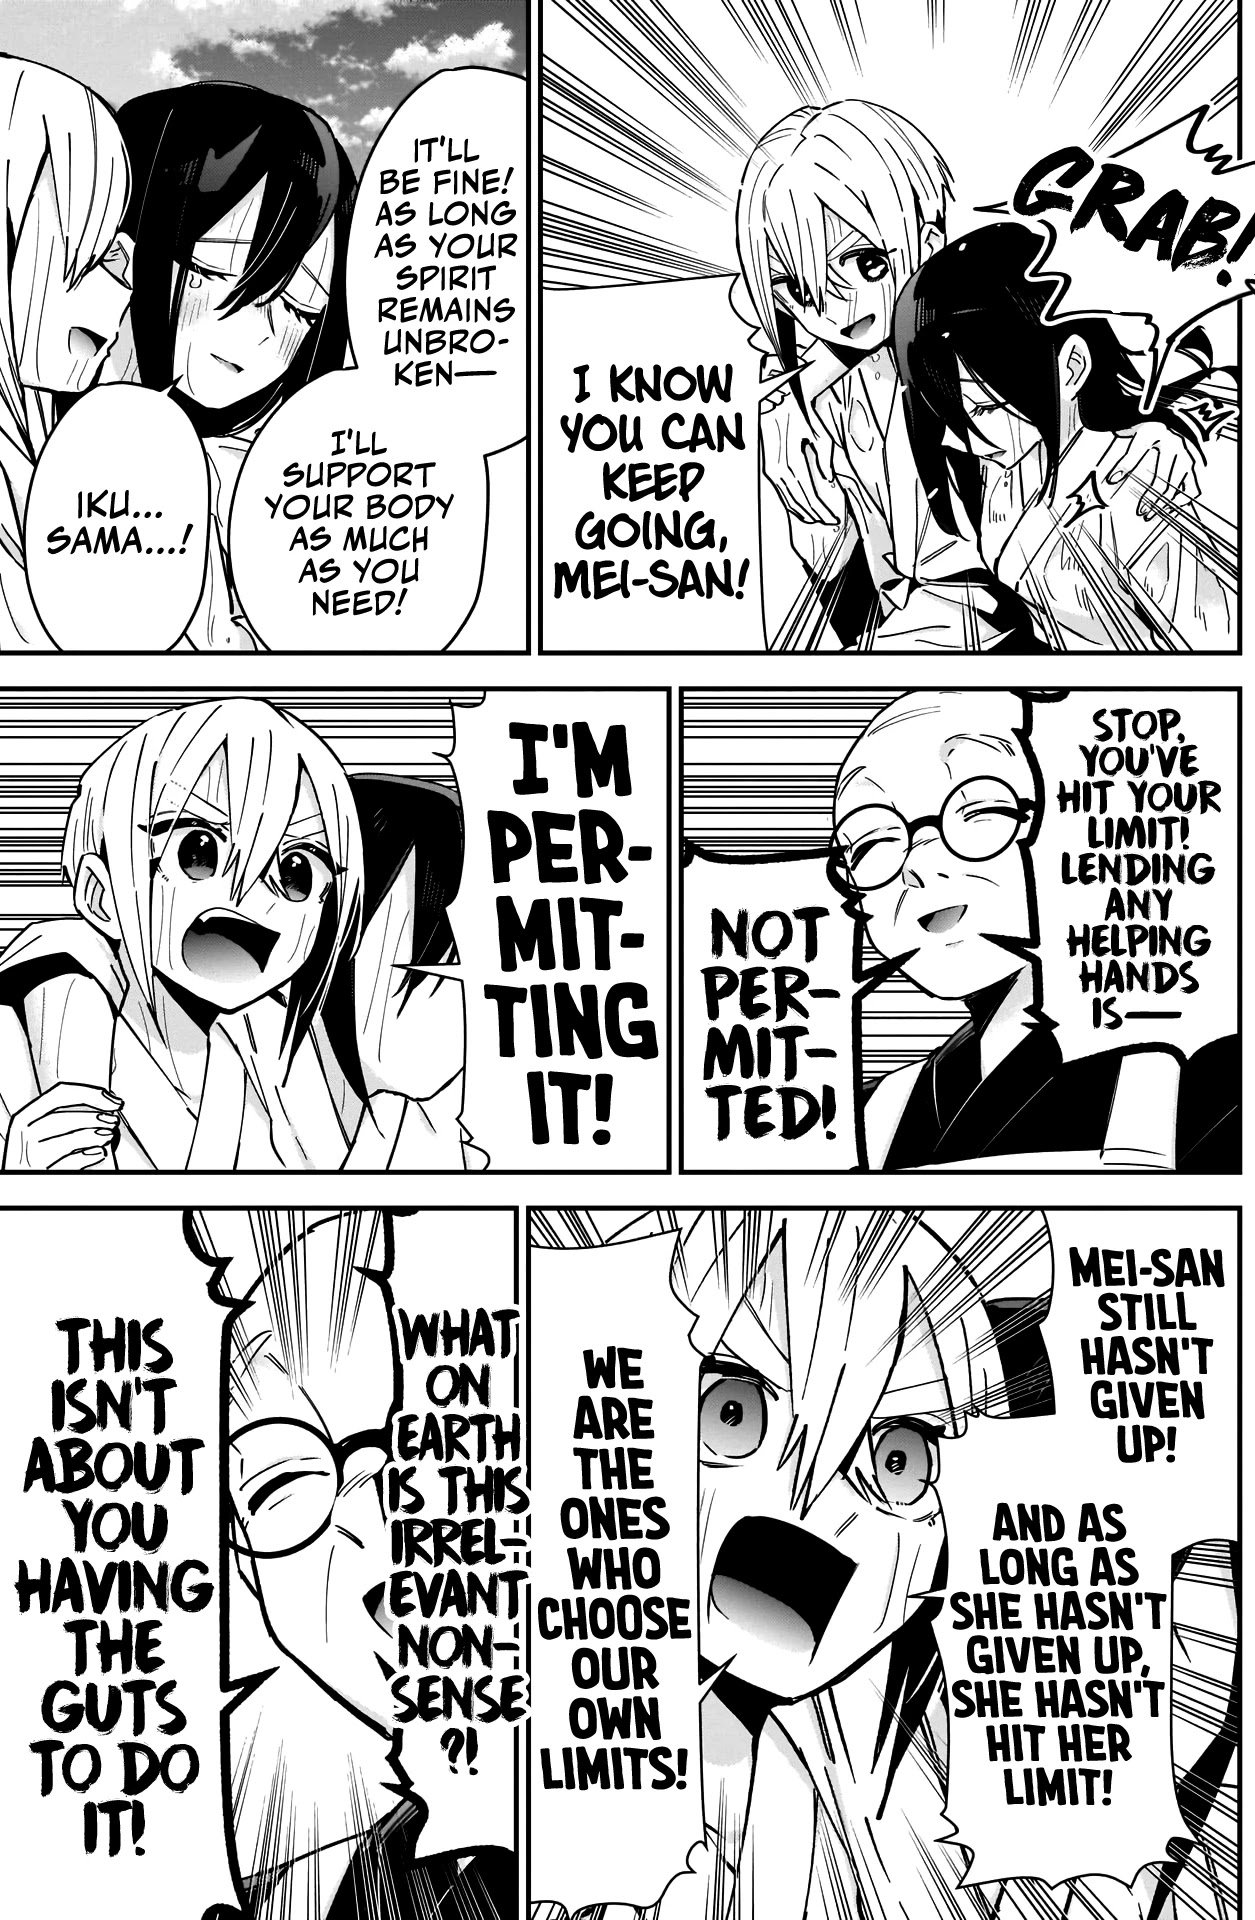 GRAB!
I KNOW
YOU CAN
KEEP
GOING,
MEI-SAN!
IT'LL
BE FINE!
AS LONG
AS YOUR
SPIRIT
REMAINS
UNBRO-
KEN—
I'LL
SUPPORT
YOUR BODY
AS MUCH
AS YOU
NEED!
IKU...
SAMA...!
STOP,
YOU'VE
HIT YOUR
LIMIT!
LENDING
ANY
HELPING
HANDS
IS—
NOT
PER-
MIT-
TED!
I'M
PER-
MIT-
TING
IT!
MEI-SAN
STILL
HASN'T
GIVEN
UP!
AND AS
LONG AS
SHE HASN'T
GIVEN UP,
SHE HASN'T
HIT HER
LIMIT!
WE
ARE
THE
ONES
WHO
CHOOSE
OUR
OWN
LIMITS!
WHAT
ON
EARTH
IS THIS
IRREL-
EVANT
NON-
SENSE
?!
THIS
ISN'T
ABOUT
YOU
HAVING
THE
GUTS
TO DO
IT!